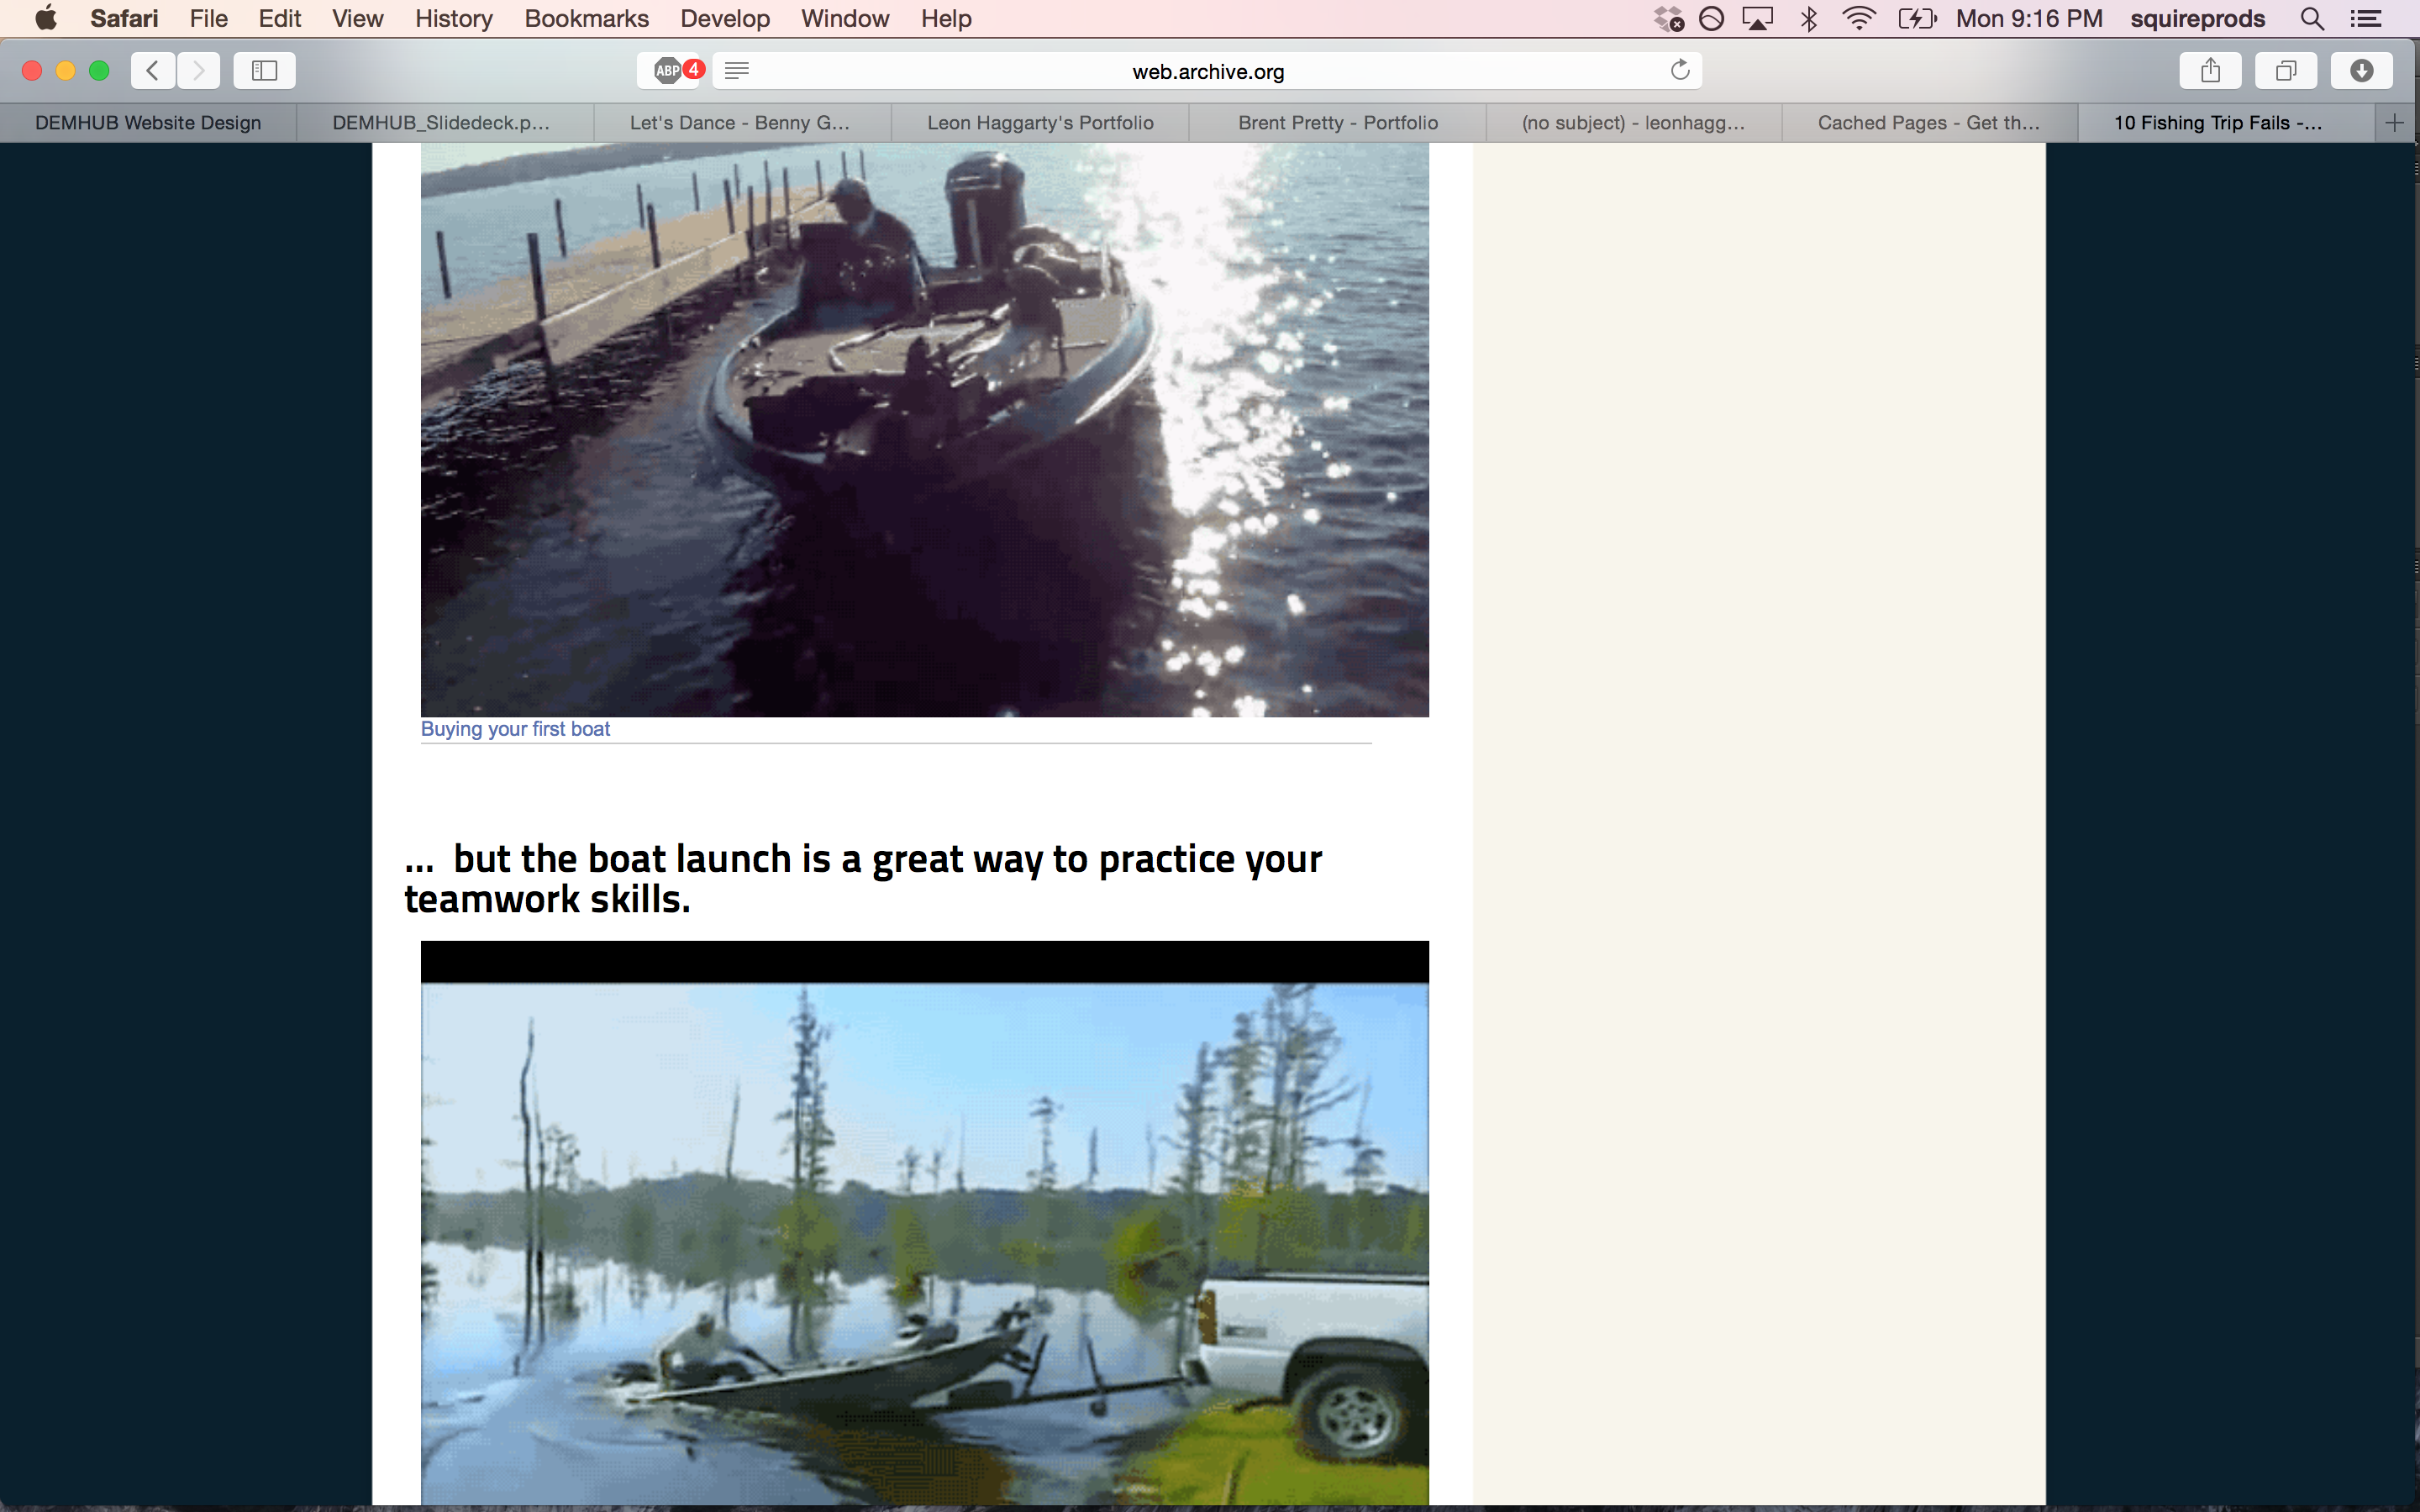 Safari File Edit View History Bookmarks Develop Window Help Mon 9:16 PM squireprods
ABP 4 web.archive.org
DEMHUB Website Design DEMHUB_Slidedeck.p... Let's Dance - Benny G... Leon Haggarty's Portfolio Brent Pretty - Portfolio (no subject) - leonhagg... Cached Pages - Get th... 10 Fishing Trip Fails -...
Buying your first boat
... but the boat launch is a great way to practice your
teamwork skills.